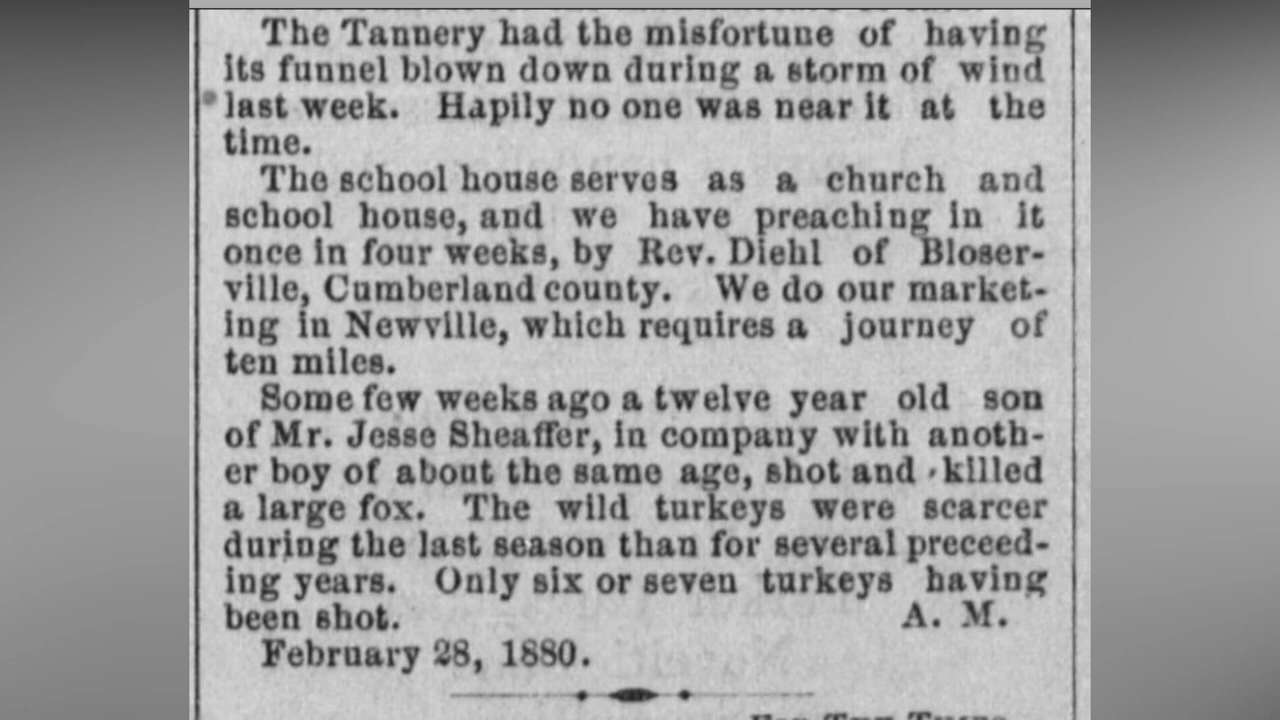 The Tannery had the misfortune of having
its funnel blown down during a storm of wind
last week. Hapily no one was near it at the
time.
The school house serves as a church and
school house, and we have preaching in it
once in four weeks, by Rev. Diehl of Bloser-
ville, Cumberland county. We do our market-
ing in Newville, which requires a journey of
ten miles.
Some few weeks ago a twelve year old son
of Mr. Jesse Sheaffer, in company with anoth-
er boy of about the same age, shot and killed
a large fox. The wild turkeys were scarcer
during the last season than for several preceed-
ing years. Only six or seven turkeys having
been shot. A. M.
February 28, 1880.